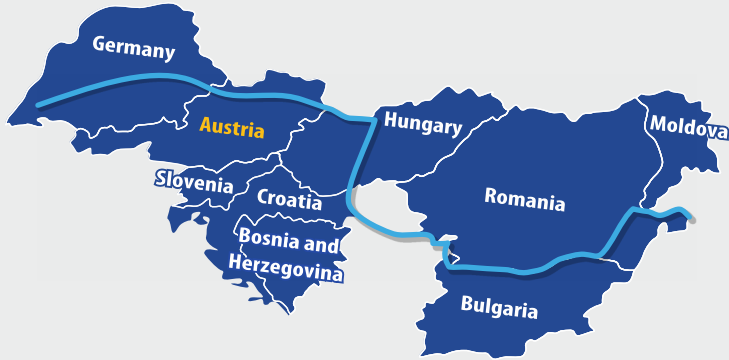 Germany
Austria
Hungary
Moldova
Slovenia
Croatia
Romania
Bosnia and
Herzegovina
Bulgaria